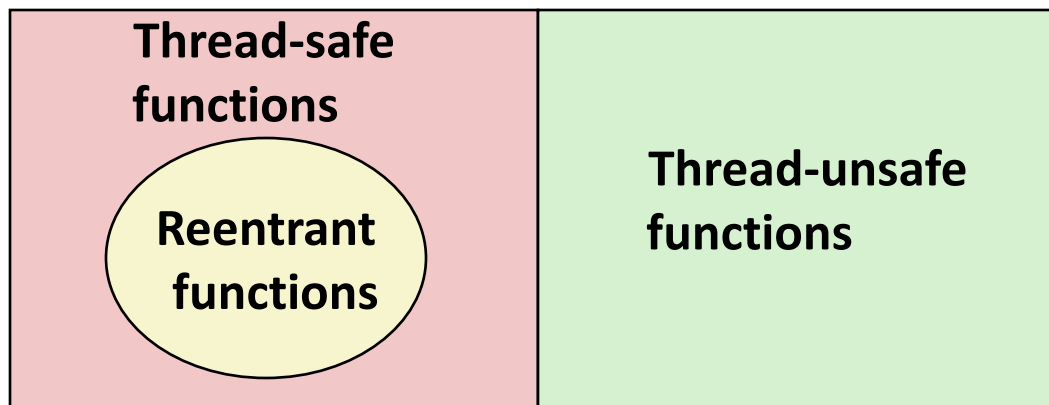 Thread-safe
functions
Reentrant
functions
Thread-unsafe
functions